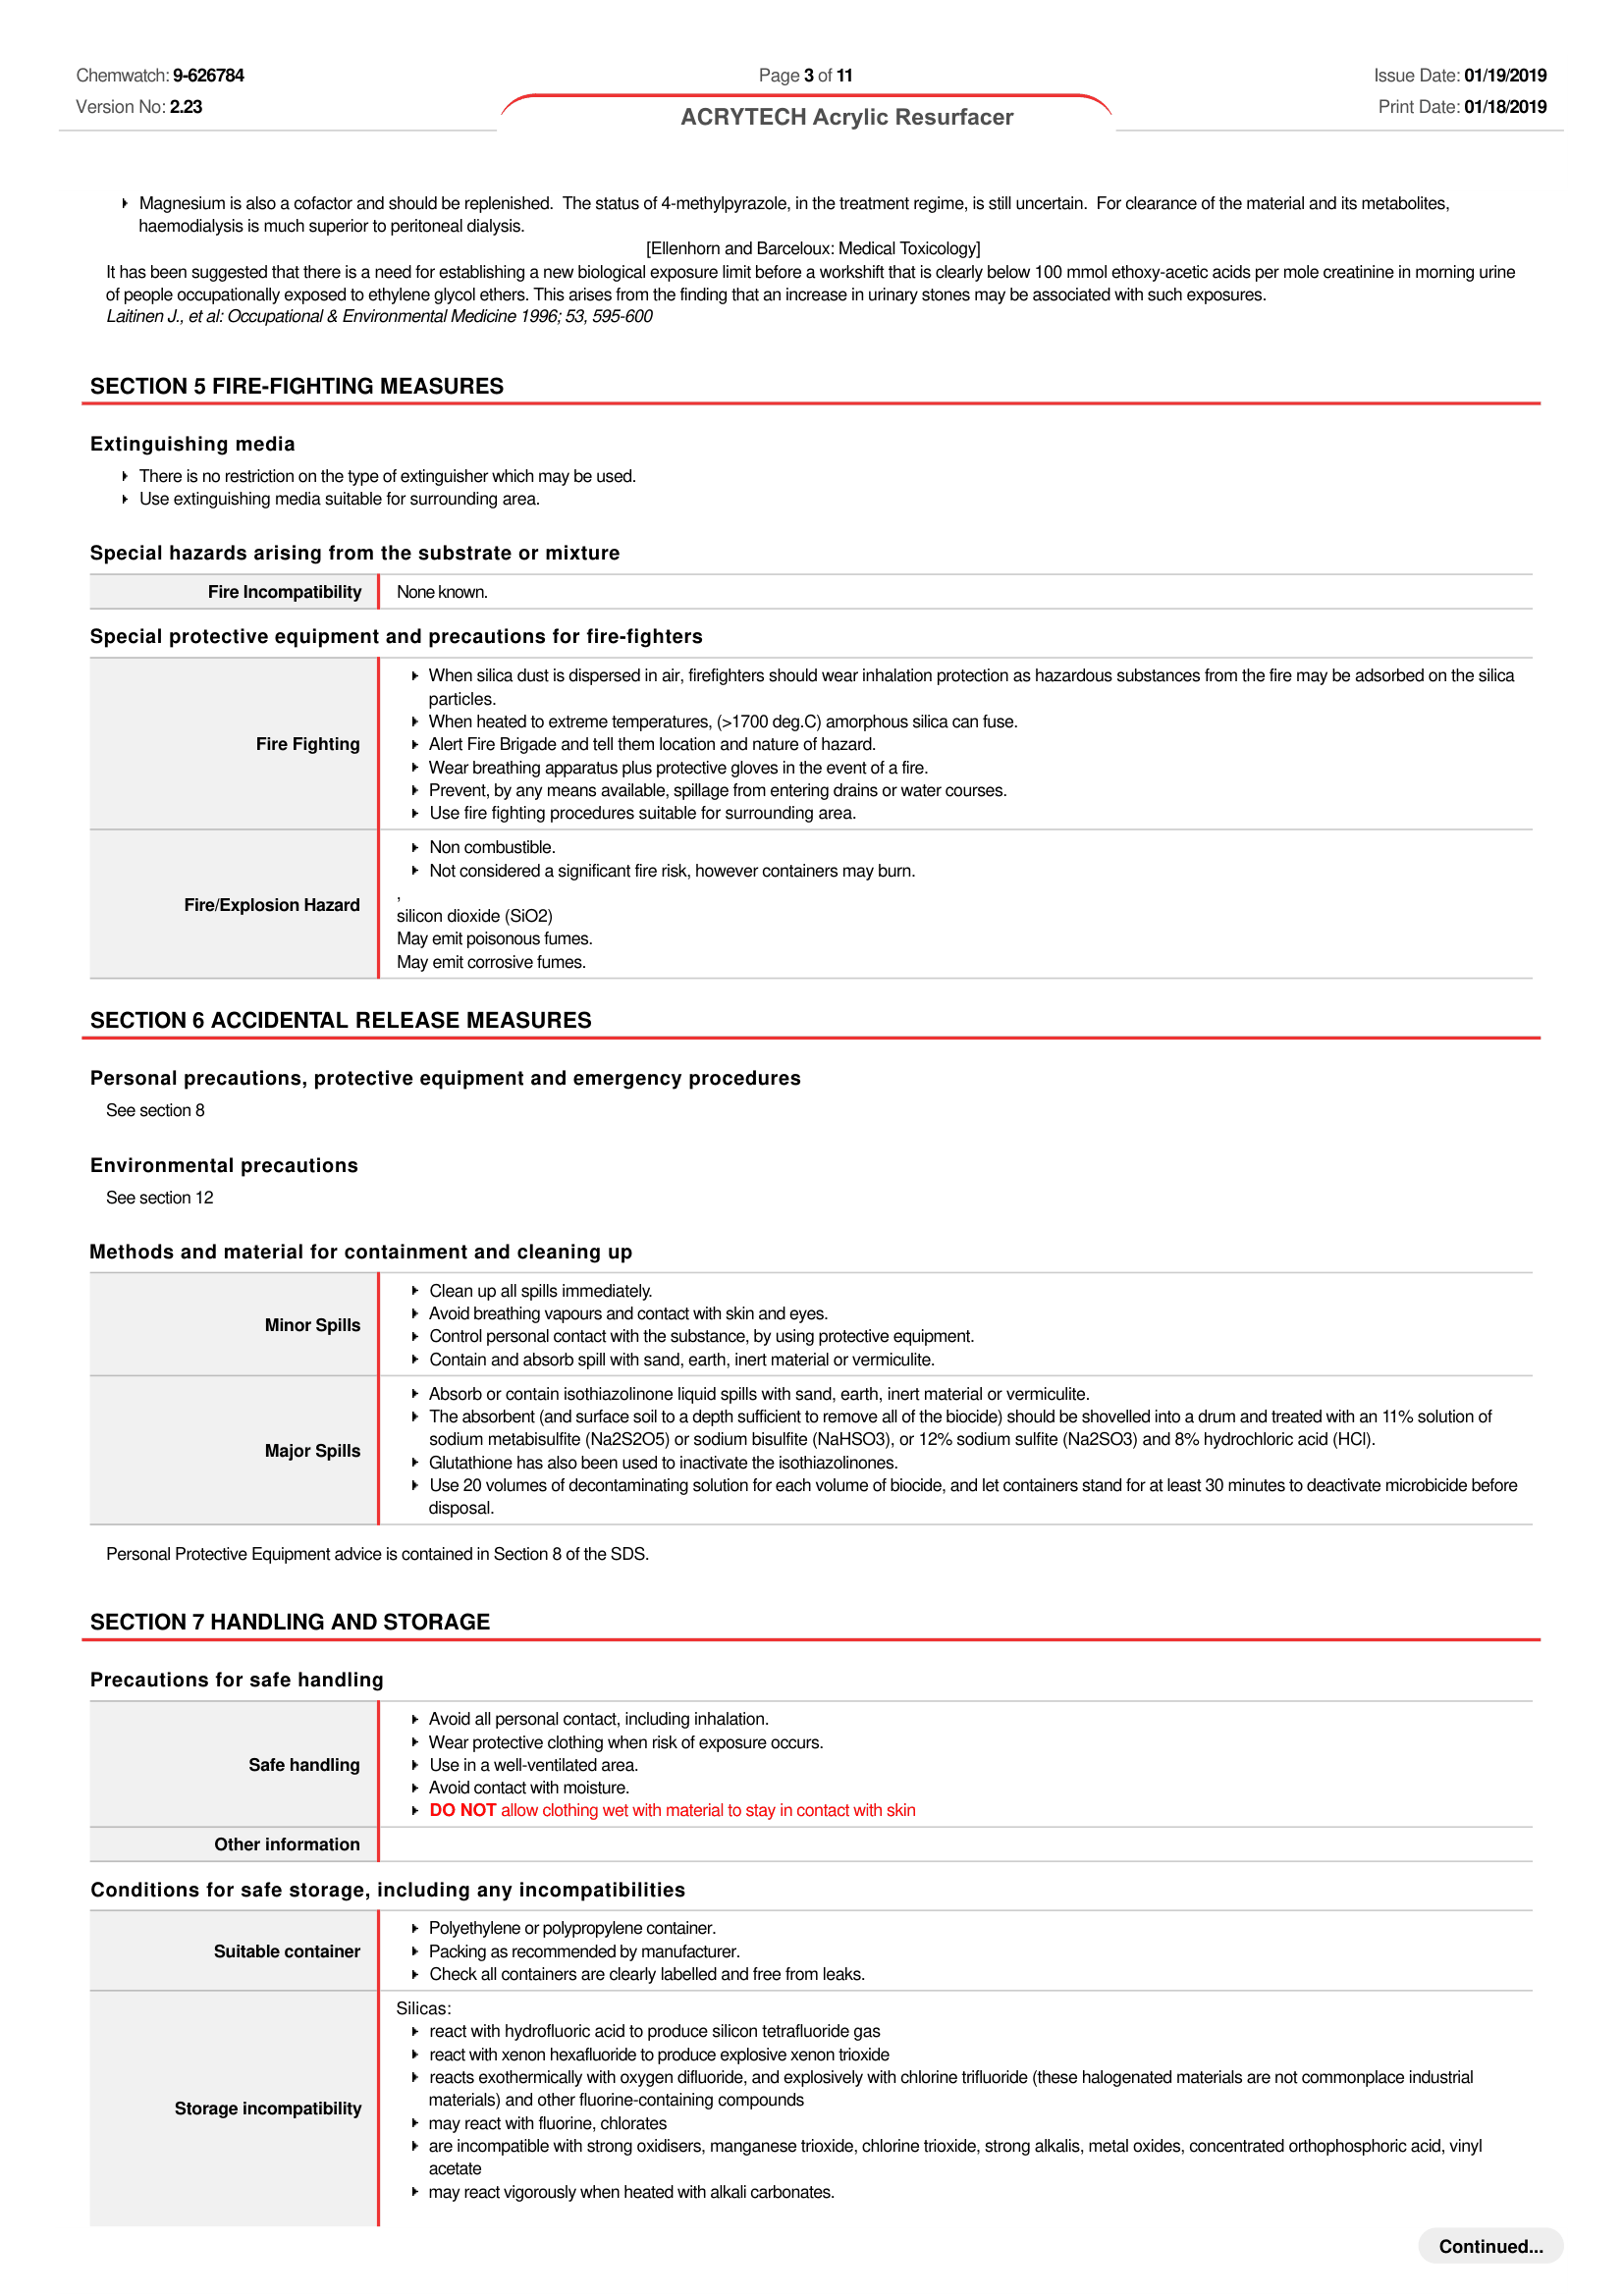 Chemwatch: 9-626784
Page 3 of 11
Issue Date: 01/19/2019
Version No: 2.23
ACRYTECH Acrylic Resurfacer
Print Date: 01/18/2019
Magnesium is also a cofactor and should be replenished. The status of 4-methylpyrazole, in the treatment regime, is still uncertain. For clearance of the material and its metabolites,
haemodialysis is much superior to peritoneal dialysis.
[Ellenhorn and Barceloux: Medical Toxicology]
It has been suggested that there is a need for establishing a new biological exposure limit before a workshift that is clearly below 100 mmol ethoxy-acetic acids per mole creatinine in morning urine
of people occupationally exposed to ethylene glycol ethers. This arises from the finding that an increase in urinary stones may be associated with such exposures.
Laitinen J., et al: Occupational & Environmental Medicine 1996; 53, 595-600
SECTION 5 FIRE-FIGHTING MEASURES
Extinguishing media
There is no restriction on the type of extinguisher which may be used.
Use extinguishing media suitable for surrounding area.
Special hazards arising from the substrate or mixture
Fire Incompatibility
None known.
Special protective equipment and precautions for fire-fighters
Fire Fighting
When silica dust is dispersed in air, firefighters should wear inhalation protection as hazardous substances from the fire may be adsorbed on the silica
particles.
When heated to extreme temperatures, (>1700 deg.C) amorphous silica can fuse.
Alert Fire Brigade and tell them location and nature of hazard.
Wear breathing apparatus plus protective gloves in the event of a fire.
Prevent, by any means available, spillage from entering drains or water courses.
Use fire fighting procedures suitable for surrounding area.
Fire/Explosion Hazard
Non combustible.
Not considered a significant fire risk, however containers may burn.
,
silicon dioxide (SiO2)
May emit poisonous fumes.
May emit corrosive fumes.
SECTION 6 ACCIDENTAL RELEASE MEASURES
Personal precautions, protective equipment and emergency procedures
See section 8
Environmental precautions
See section 12
Methods and material for containment and cleaning up
Minor Spills
Clean up all spills immediately.
Avoid breathing vapours and contact with skin and eyes.
Control personal contact with the substance, by using protective equipment.
Contain and absorb spill with sand, earth, inert material or vermiculite.
Major Spills
Absorb or contain isothiazolinone liquid spills with sand, earth, inert material or vermiculite.
The absorbent (and surface soil to a depth sufficient to remove all of the biocide) should be shovelled into a drum and treated with an 11% solution of
sodium metabisulfite (Na2S2O5) or sodium bisulfite (NaHSO3), or 12% sodium sulfite (Na2SO3) and 8% hydrochloric acid (HCl).
Glutathione has also been used to inactivate the isothiazolinones.
Use 20 volumes of decontaminating solution for each volume of biocide, and let containers stand for at least 30 minutes to deactivate microbicide before
disposal.
Personal Protective Equipment advice is contained in Section 8 of the SDS.
SECTION 7 HANDLING AND STORAGE
Precautions for safe handling
Safe handling
Avoid all personal contact, including inhalation.
Wear protective clothing when risk of exposure occurs.
Use in a well-ventilated area.
Avoid contact with moisture.
DO NOT allow clothing wet with material to stay in contact with skin
Other information
Conditions for safe storage, including any incompatibilities
Suitable container
Polyethylene or polypropylene container.
Packing as recommended by manufacturer.
Check all containers are clearly labelled and free from leaks.
Storage incompatibility
Silicas:
react with hydrofluoric acid to produce silicon tetrafluoride gas
react with xenon hexafluoride to produce explosive xenon trioxide
reacts exothermically with oxygen difluoride, and explosively with chlorine trifluoride (these halogenated materials are not commonplace industrial
materials) and other fluorine-containing compounds
may react with fluorine, chlorates
are incompatible with strong oxidisers, manganese trioxide, chlorine trioxide, strong alkalis, metal oxides, concentrated orthophosphoric acid, vinyl
acetate
may react vigorously when heated with alkali carbonates.
Continued...